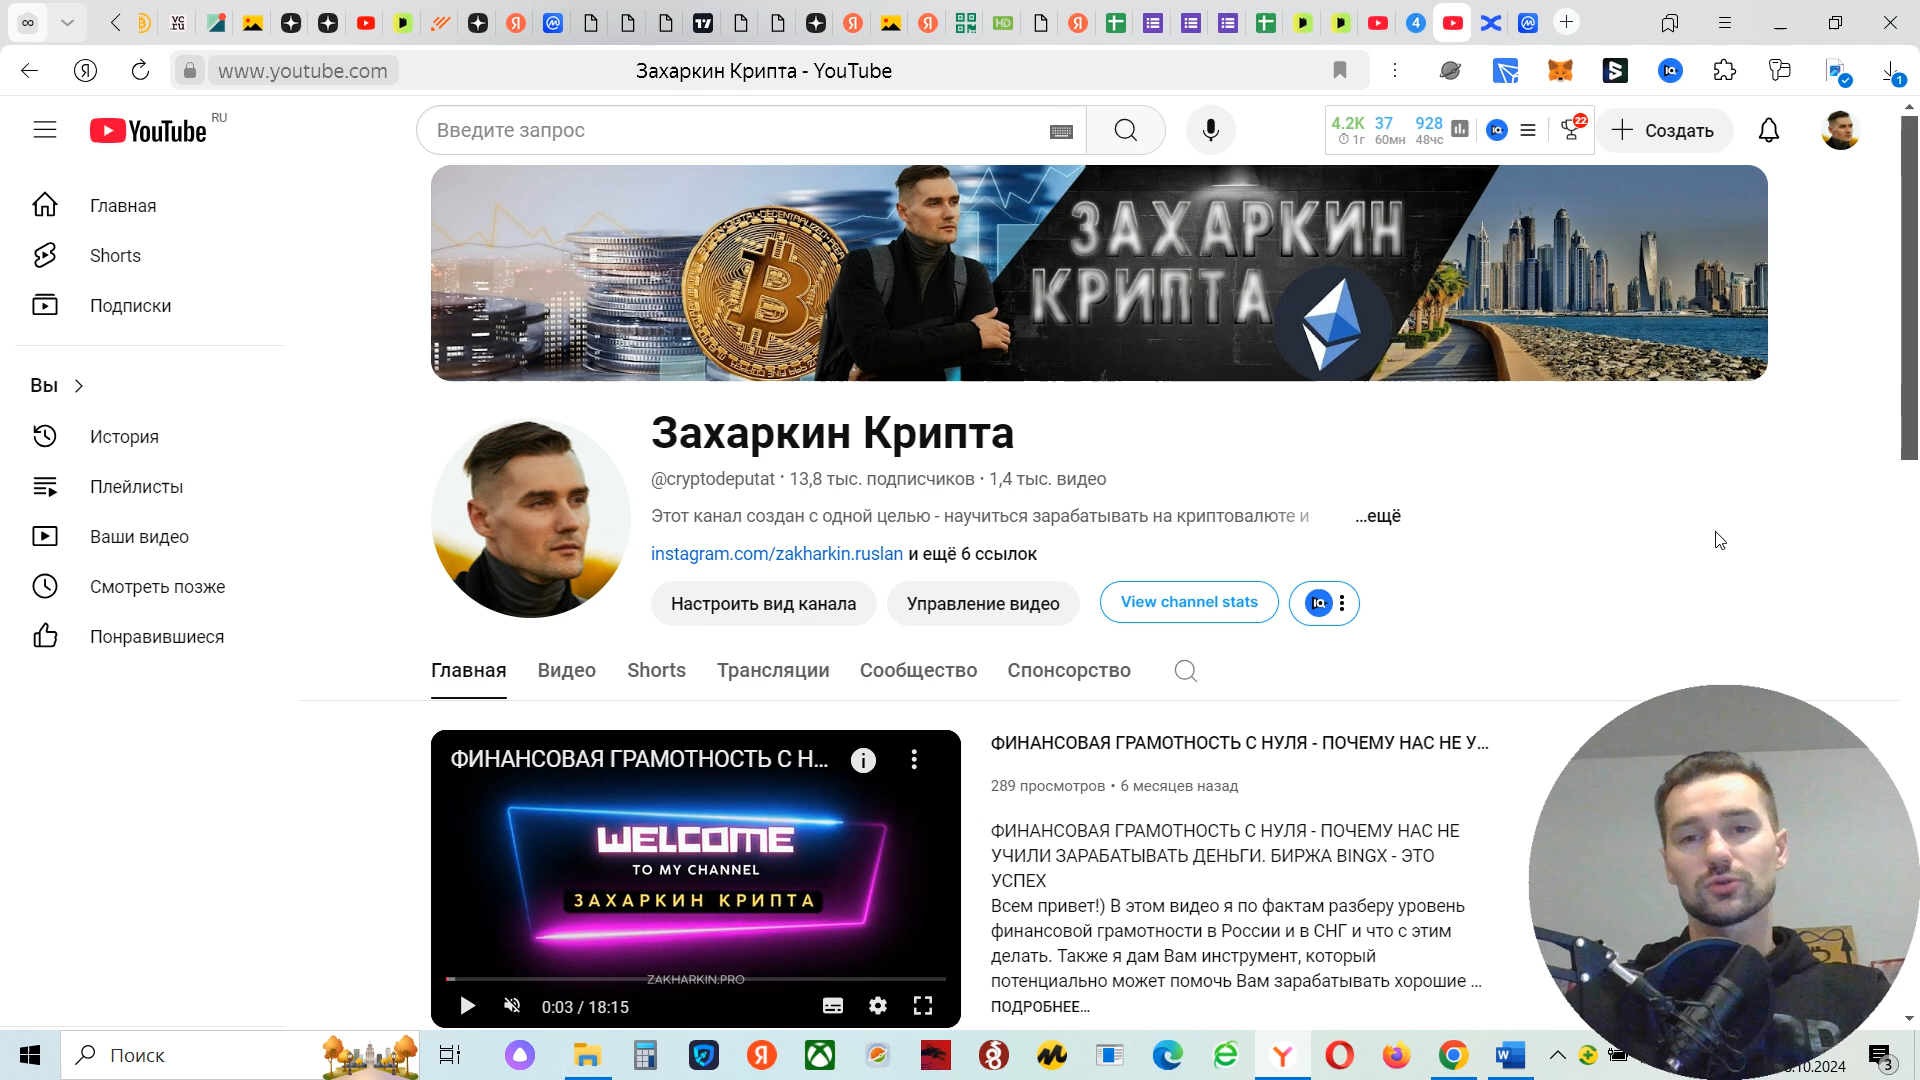 www.youtube.com
Захаркин Крипта - YouTube
YouTube RU
Введите запрос
4.2K 37 928
1г 60мн 48чс
22
Создать
Главная
Shorts
Подписки
Вы
История
Плейлисты
Ваши видео
Смотреть позже
Понравившиеся
ЗАХАРКИН
КРИПТА
Захаркин Крипта
@cryptodeputat • 13,8 тыс. подписчиков • 1,4 тыс. видео
Этот канал создан с одной целью - научиться зарабатывать на криптовалюте и ...ещё
instagram.com/zakharkin.ruslan и ещё 6 ссылок
Настроить вид канала
Управление видео
View channel stats
Главная
Видео
Shorts
Трансляции
Сообщество
Спонсорство
ФИНАНСОВАЯ ГРАМОТНОСТЬ С Н...
WELCOME
TO MY CHANNEL
ЗАХАРКИН КРИПТА
ZAKHARKIN.PRO
0:03 / 18:15
ФИНАНСОВАЯ ГРАМОТНОСТЬ С НУЛЯ - ПОЧЕМУ НАС НЕ У...
289 просмотров • 6 месяцев назад
ФИНАНСОВАЯ ГРАМОТНОСТЬ С НУЛЯ - ПОЧЕМУ НАС НЕ
УЧИЛИ ЗАРАБАТЫВАТЬ ДЕНЬГИ. БИРЖА BINGX - ЭТО
УСПЕХ
Всем привет!) В этом видео я по фактам разберу уровень
финансовой грамотности в России и в СНГ и что с этим
делать. Также я дам Вам инструмент, который
потенциально может помочь Вам зарабатывать хорошие ...
ПОДРОБНЕЕ...
Поиск
.10.2024
3